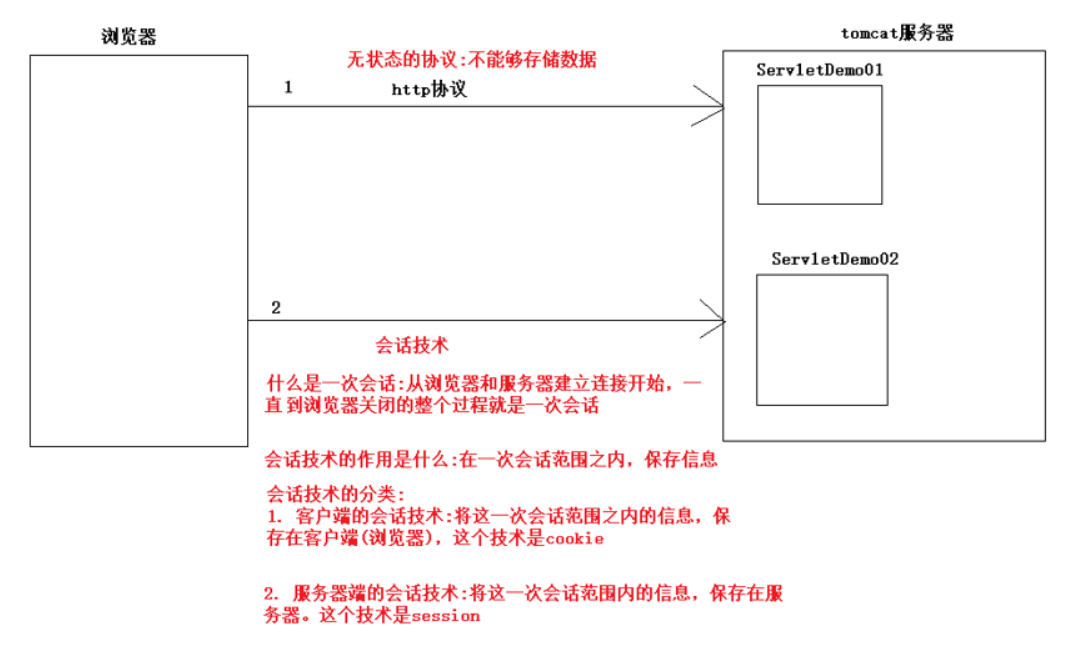 浏览器
tomcat服务器
无状态的协议:不能够存储数据
ServletDemo01
1
http协议
ServletDemo02
2
会话技术
什么是一次会话:从浏览器和服务器建立连接开始，一
直到浏览器关闭的整个过程就是一次会话
会话技术的作用是什么:在一次会话范围之内，保存信息
会话技术的分类:
1. 客户端的会话技术:将这一次会话范围之内的信息，保
存在客户端(浏览器)，这个技术是cookie
2. 服务器端的会话技术:将这一次会话范围内的信息，保存在服
务器。这个技术是session